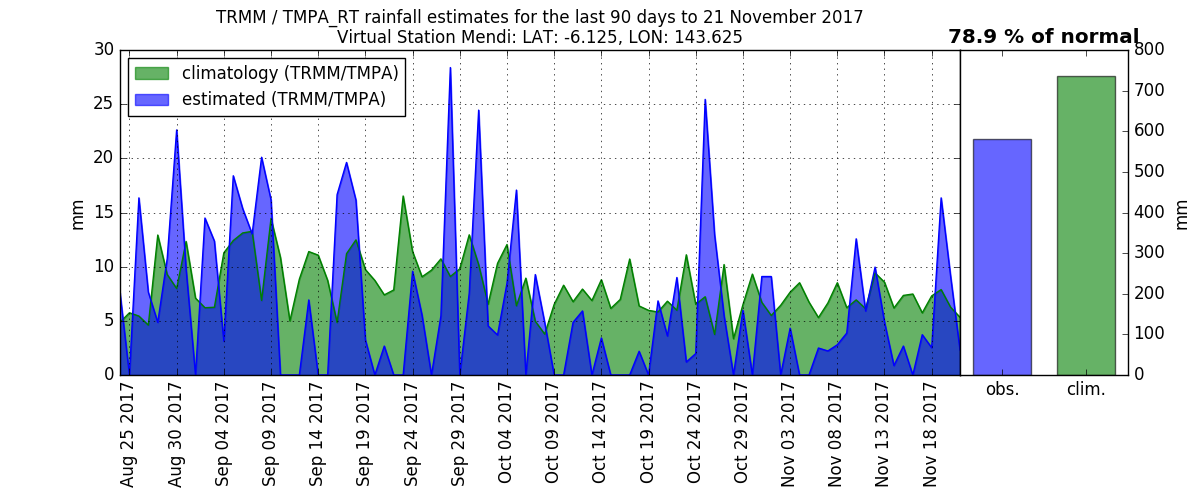 TRMM / TMPA_RT rainfall estimates for the last 90 days to 21 November 2017
Virtual Station Mendi: LAT: -6.125, LON: 143.625
78.9 % of normal
climatology (TRMM/TMPA)
estimated (TRMM/TMPA)
30
25
20
15
10
5
0
mm
Aug 25 2017
Aug 30 2017
Sep 04 2017
Sep 09 2017
Sep 14 2017
Sep 19 2017
Sep 24 2017
Sep 29 2017
Oct 04 2017
Oct 09 2017
Oct 14 2017
Oct 19 2017
Oct 24 2017
Oct 29 2017
Nov 03 2017
Nov 08 2017
Nov 13 2017
Nov 18 2017
obs.
clim.
800
700
600
500
400
300
200
100
0
mm